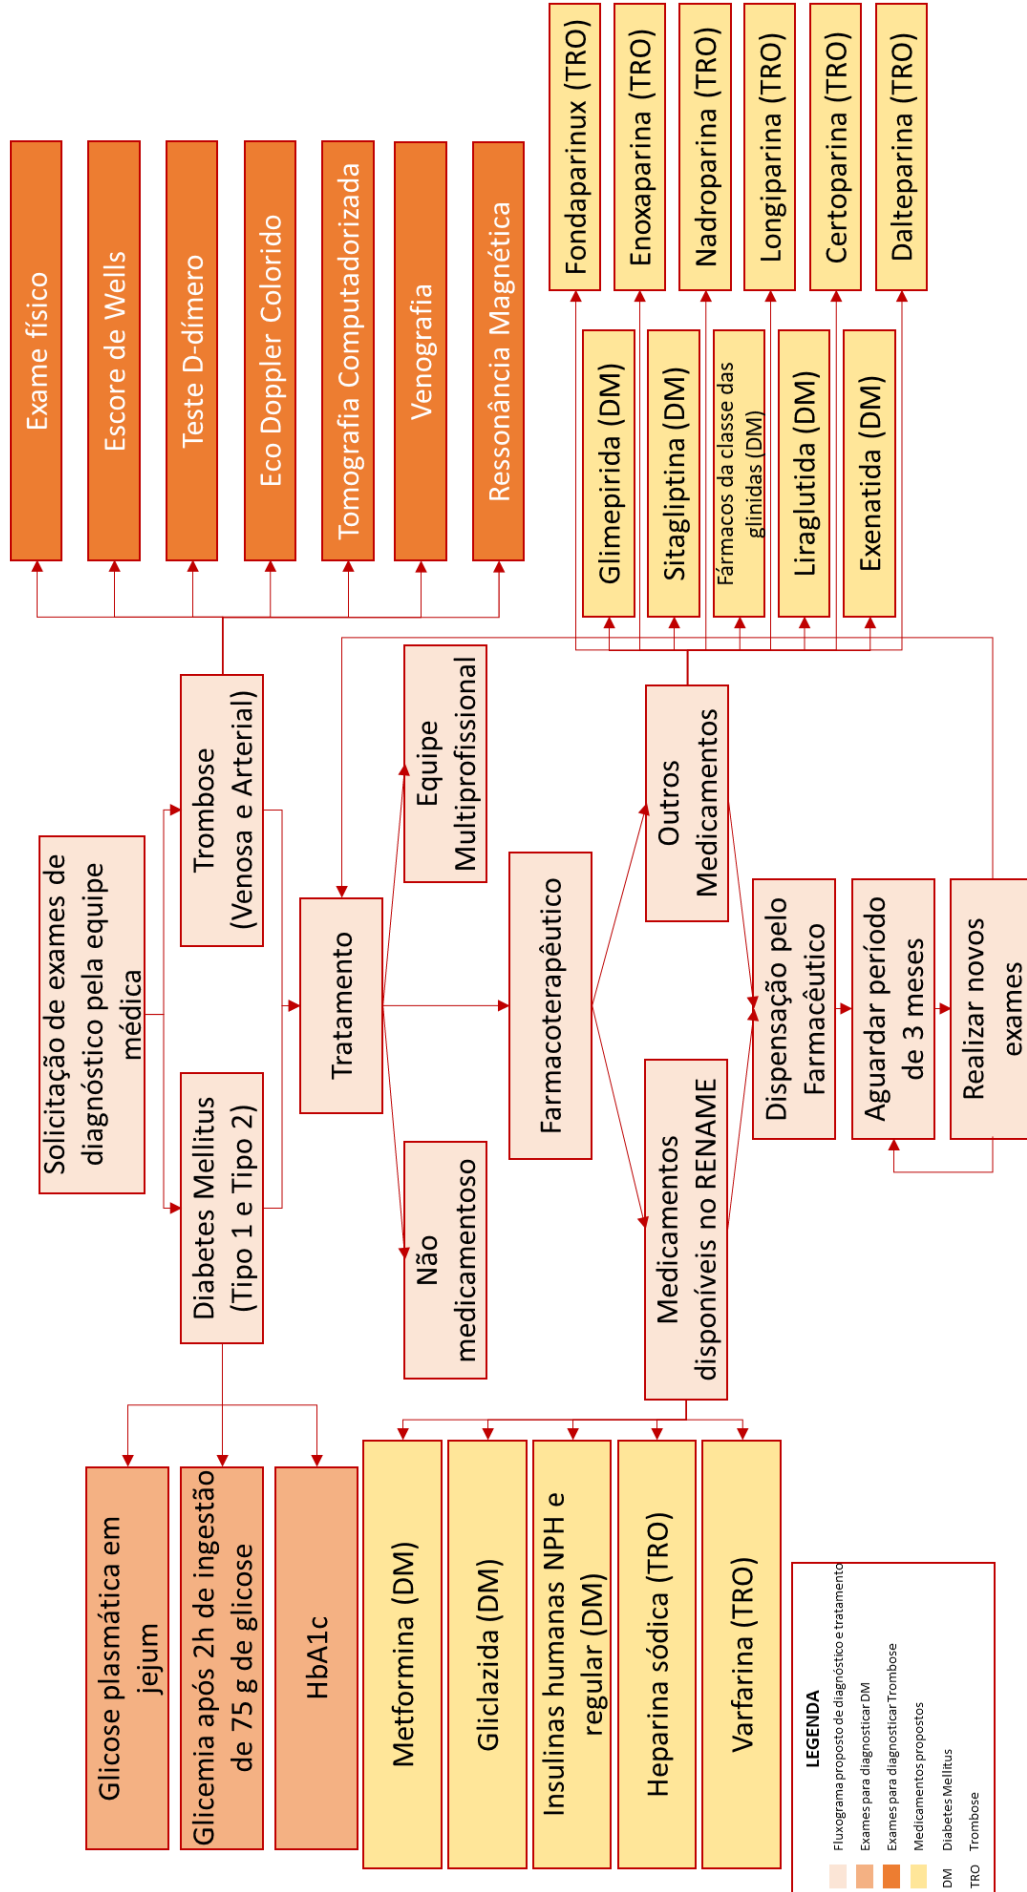 Solicitação de exames de
diagnóstico pela equipe
médica
Diabetes Mellitus
(Tipo 1 e Tipo 2)
Trombose
(Venosa e Arterial)
Glicose plasmática em
jejum
Glicemia após 2h de ingestão
de 75 g de glicose
HbA1c
Exame físico
Escore de Wells
Teste D-dímero
Eco Doppler Colorido
Tomografia Computadorizada
Venografia
Ressonância Magnética
Tratamento
Não
medicamentoso
Equipe
Multiprofissional
Farmacoterapêutico
Medicamentos
disponíveis no RENAME
Outros
Medicamentos
Metformina (DM)
Gliclazida (DM)
Insulinas humanas NPH e
regular (DM)
Heparina sódica (TRO)
Varfarina (TRO)
Glimepirida (DM)
Sitagliptina (DM)
Fármacos da classe das
glinidas (DM)
Liraglutida (DM)
Exenatida (DM)
Fondaparinux (TRO)
Enoxaparina (TRO)
Nadroparina (TRO)
Longiparina (TRO)
Certoparina (TRO)
Dalteparina (TRO)
Dispensação pelo
Farmacêutico
Aguardar período
de 3 meses
Realizar novos
exames
LEGENDA
Fluxograma proposto de diagnóstico e tratamento
Exames para diagnosticar DM
Exames para diagnosticar Trombose
Medicamentos propostos
DM Diabetes Mellitus
TRO Trombose